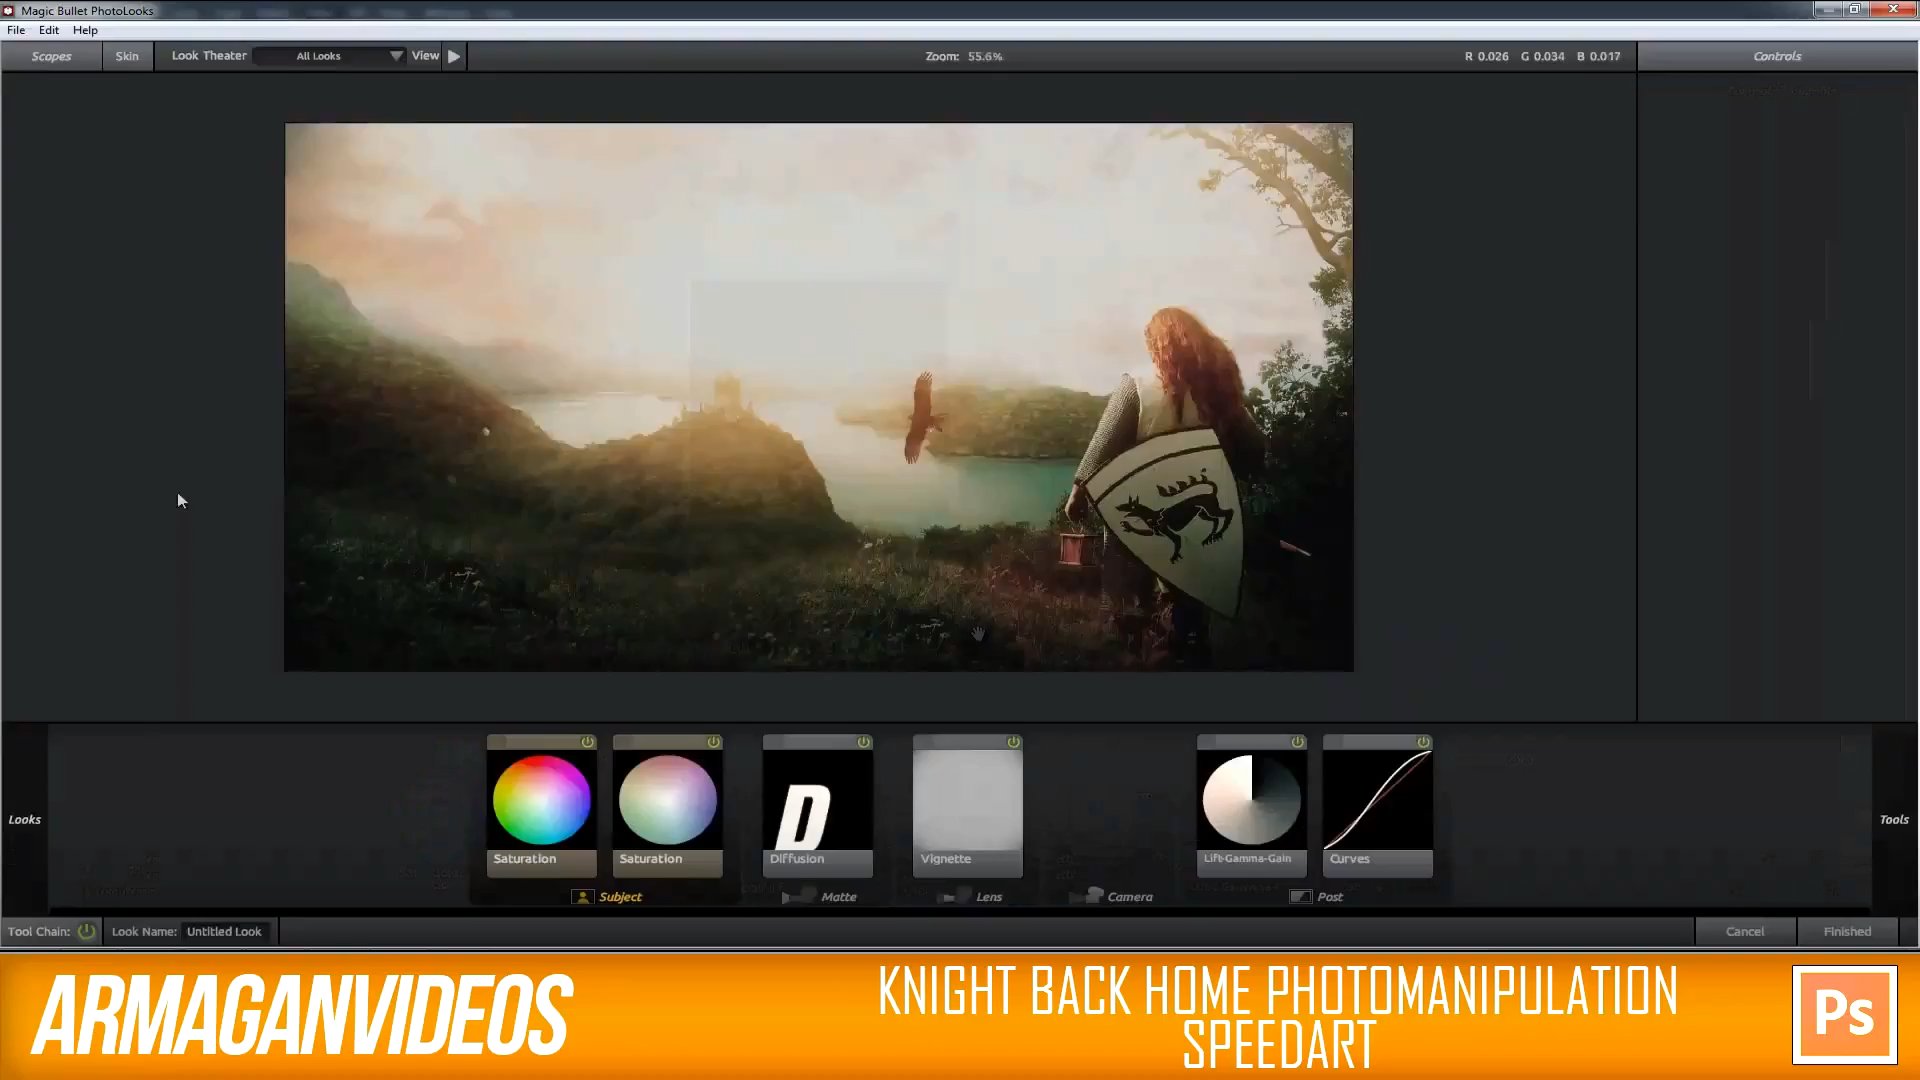 Magic Bullet PhotoLooks
File Edit Help
Scopes Skin Look Theater All Looks View Zoom: 55.6% R 0.026 G 0.034 B 0.017 Controls
Looks
Saturation Saturation Diffusion Vignette Lift-Gamma-Gain Curves
Tools
Subject Matte Lens Camera Post
Tool Chain: Look Name: Untitled Look Cancel Finished
ARMAGANVIDEOS
KNIGHT BACK HOME PHOTOMANIPULATION
SPEEDART
Ps